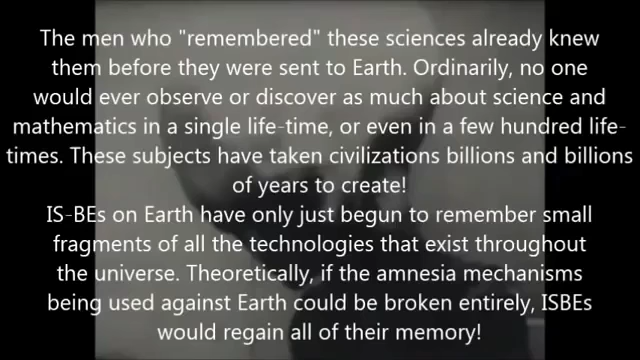 The men who "remembered" these sciences already knew
them before they were sent to Earth. Ordinarily, no one
would ever observe or discover as much about science and
mathematics in a single life-time, or even in a few hundred life-
times. These subjects have taken civilizations billions and billions
of years to create!
IS-BEs on Earth have only just begun to remember small
fragments of all the technologies that exist throughout
the universe. Theoretically, if the amnesia mechanisms
being used against Earth could be broken entirely, ISBEs
would regain all of their memory!